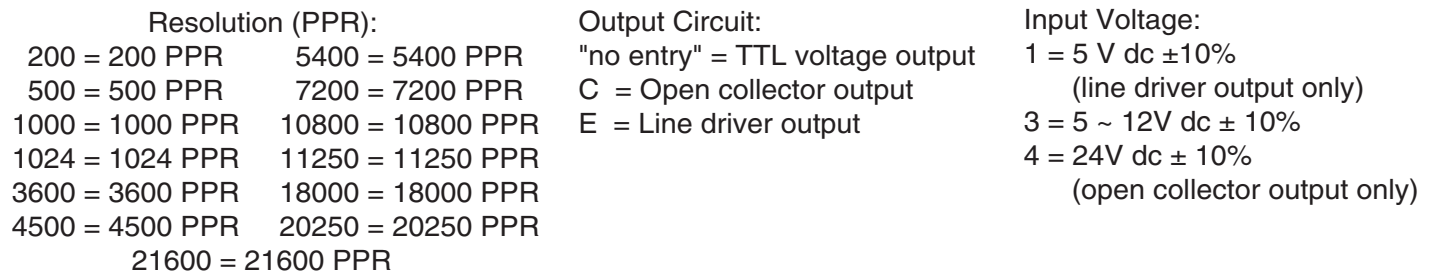 Resolution (PPR):
200 = 200 PPR 5400 = 5400 PPR
500 = 500 PPR 7200 = 7200 PPR
1000 = 1000 PPR 10800 = 10800 PPR
1024 = 1024 PPR 11250 = 11250 PPR
3600 = 3600 PPR 18000 = 18000 PPR
4500 = 4500 PPR 20250 = 20250 PPR
21600 = 21600 PPR
Output Circuit:
"no entry" = TTL voltage output
C = Open collector output
E = Line driver output
Input Voltage:
1 = 5 V dc ±10%
(line driver output only)
3 = 5 ~ 12V dc ± 10%
4 = 24V dc ± 10%
(open collector output only)